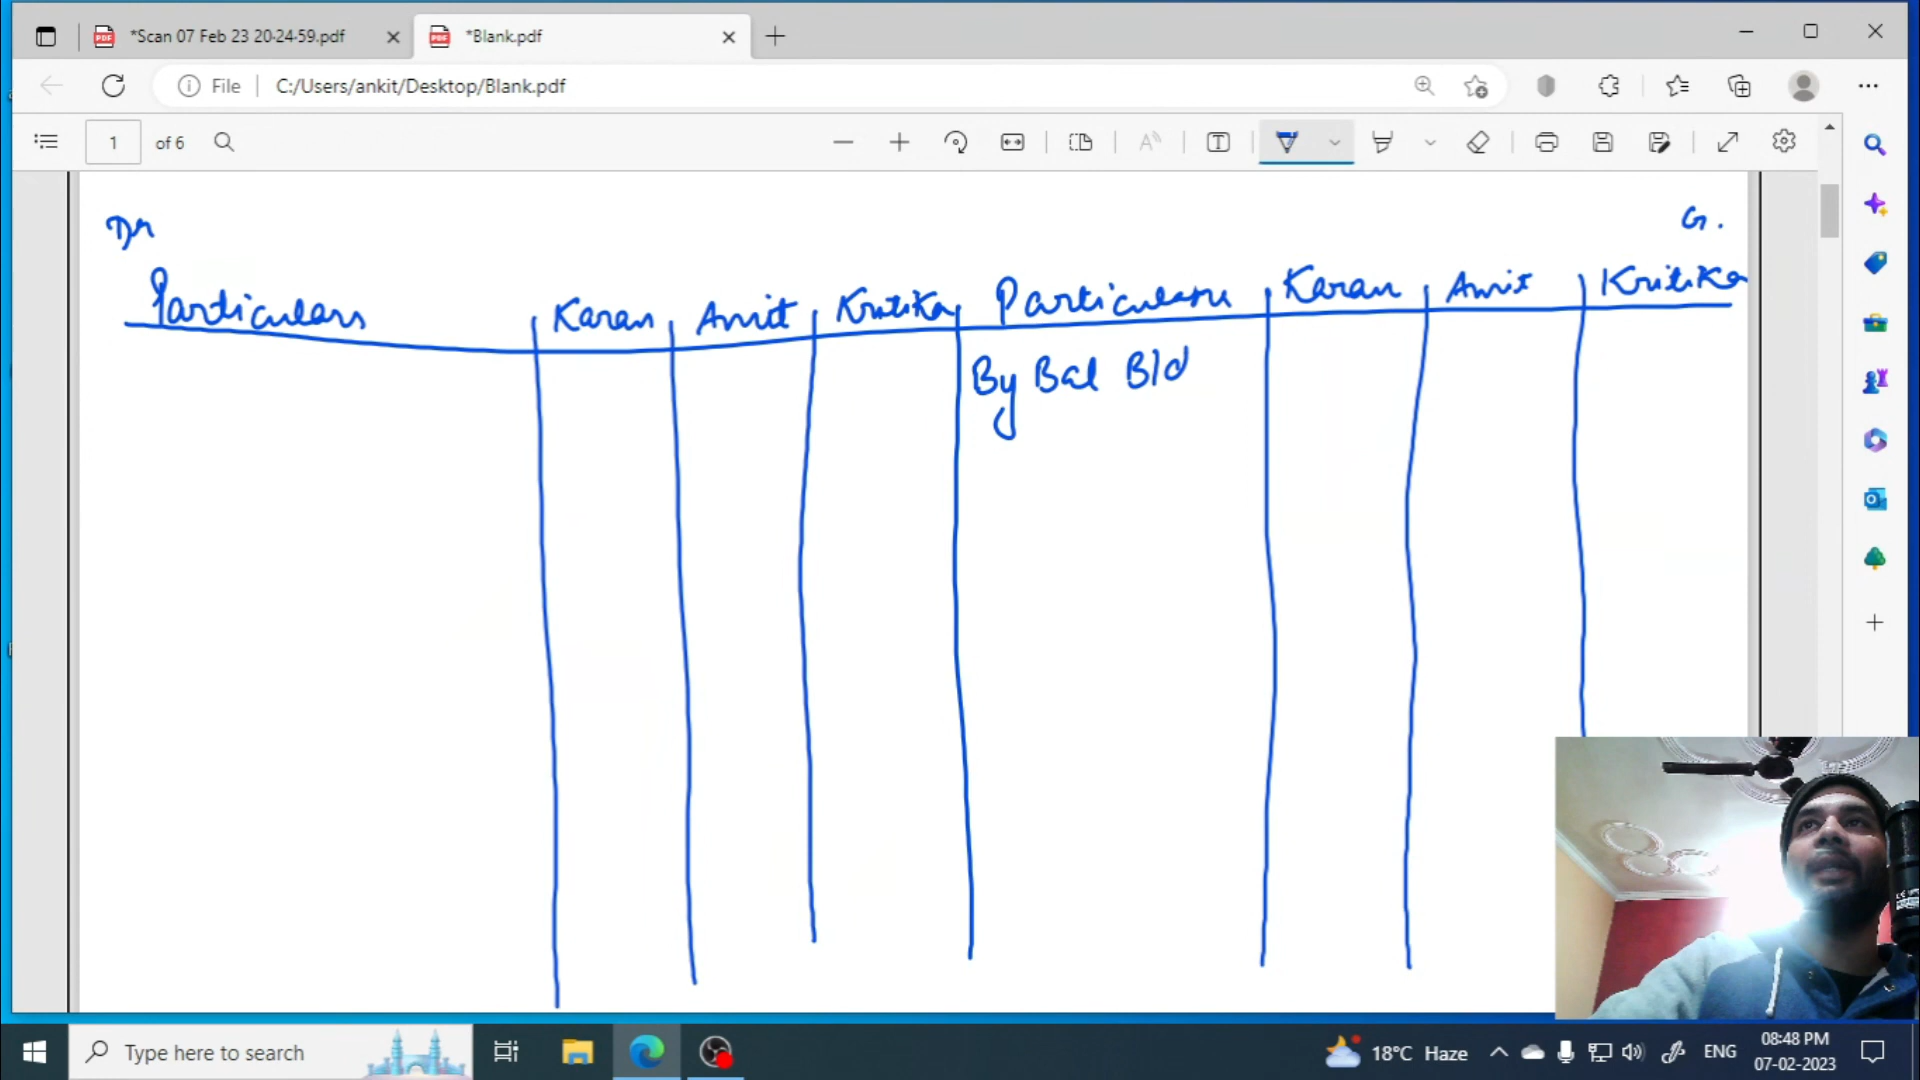 *Scan 07 Feb 23 20-24-59.pdf
*Blank.pdf
File
C:/Users/ankit/Desktop/Blank.pdf
1 of 6
Dr
Cr.
Particulars Karan Amit Kritika Particulars Karan Amit Kritika
By Bal B/d
Type here to search
18°C Haze
ENG
08:48 PM
07-02-2023